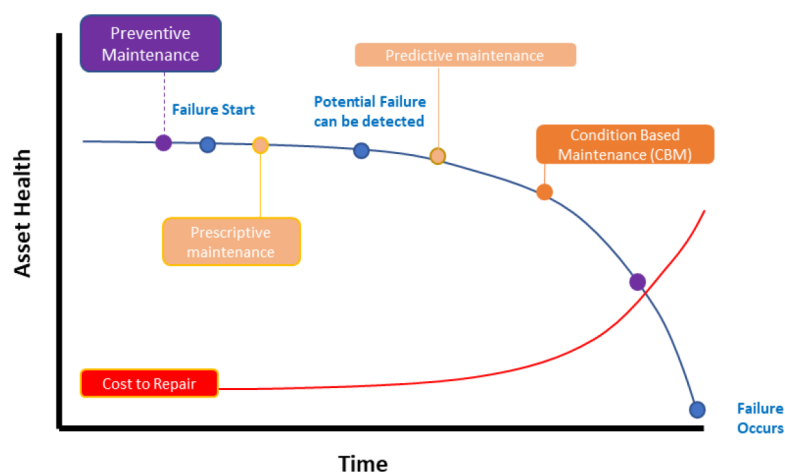 Preventive
Maintenance
Predictive maintenance
Failure Start
Potential Failure
can be detected
Condition Based
Maintenance (CBM)
Asset Health
Prescriptive
maintenance
Cost to Repair
Failure
Occurs
Time